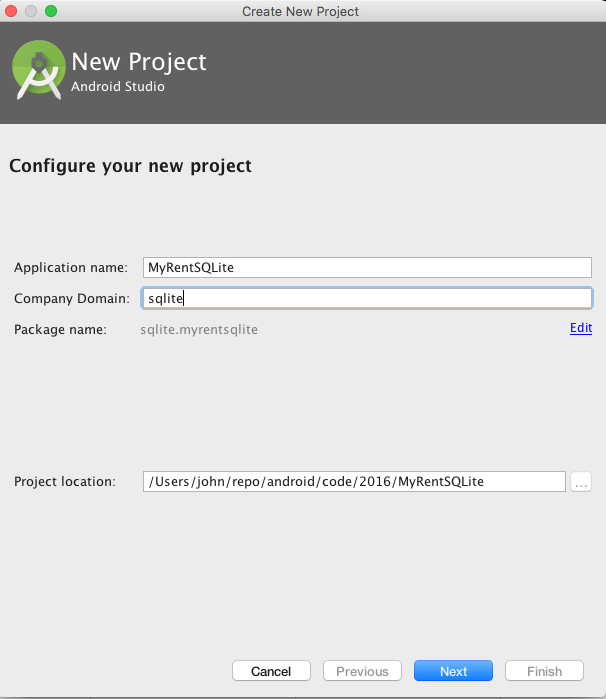 Create New Project
New Project
Android Studio
Configure your new project
Application name: MyRentSQLite
Company Domain: sqlite
Package name: sqlite.myrentsqlite Edit
Project location: /Users/john/repo/android/code/2016/MyRentSQLite ...
Cancel Previous Next Finish